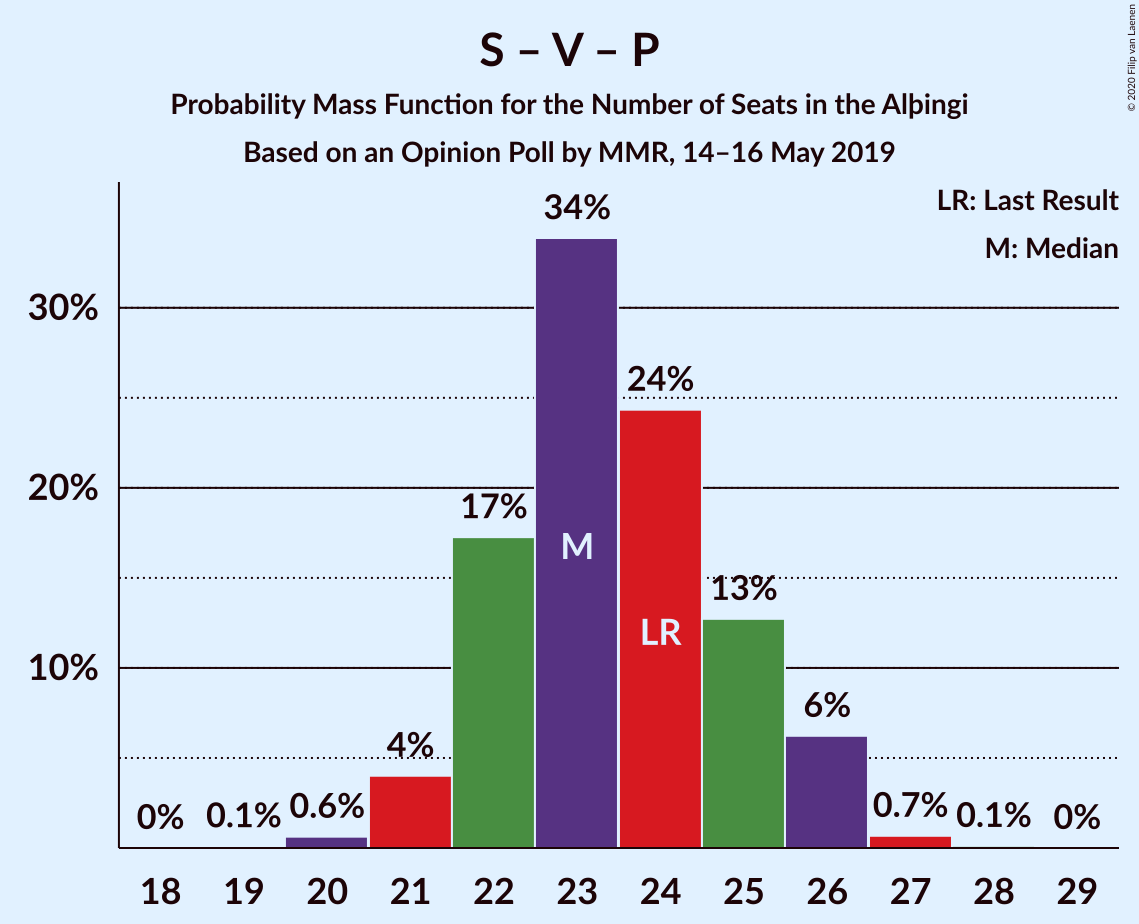 S – V – P
Probability Mass Function for the Number of Seats in the Alþingi
Based on an Opinion Poll by MMR, 14–16 May 2019
© 2020 Filip van Laenen
LR: Last Result
M: Median
34%
30%
24%
20%
17%
M
13%
LR
10%
6%
4%
0%
0.1%
0.6%
0.7%
0.1%
0%
18 19 20 21 22 23 24 25 26 27 28 29